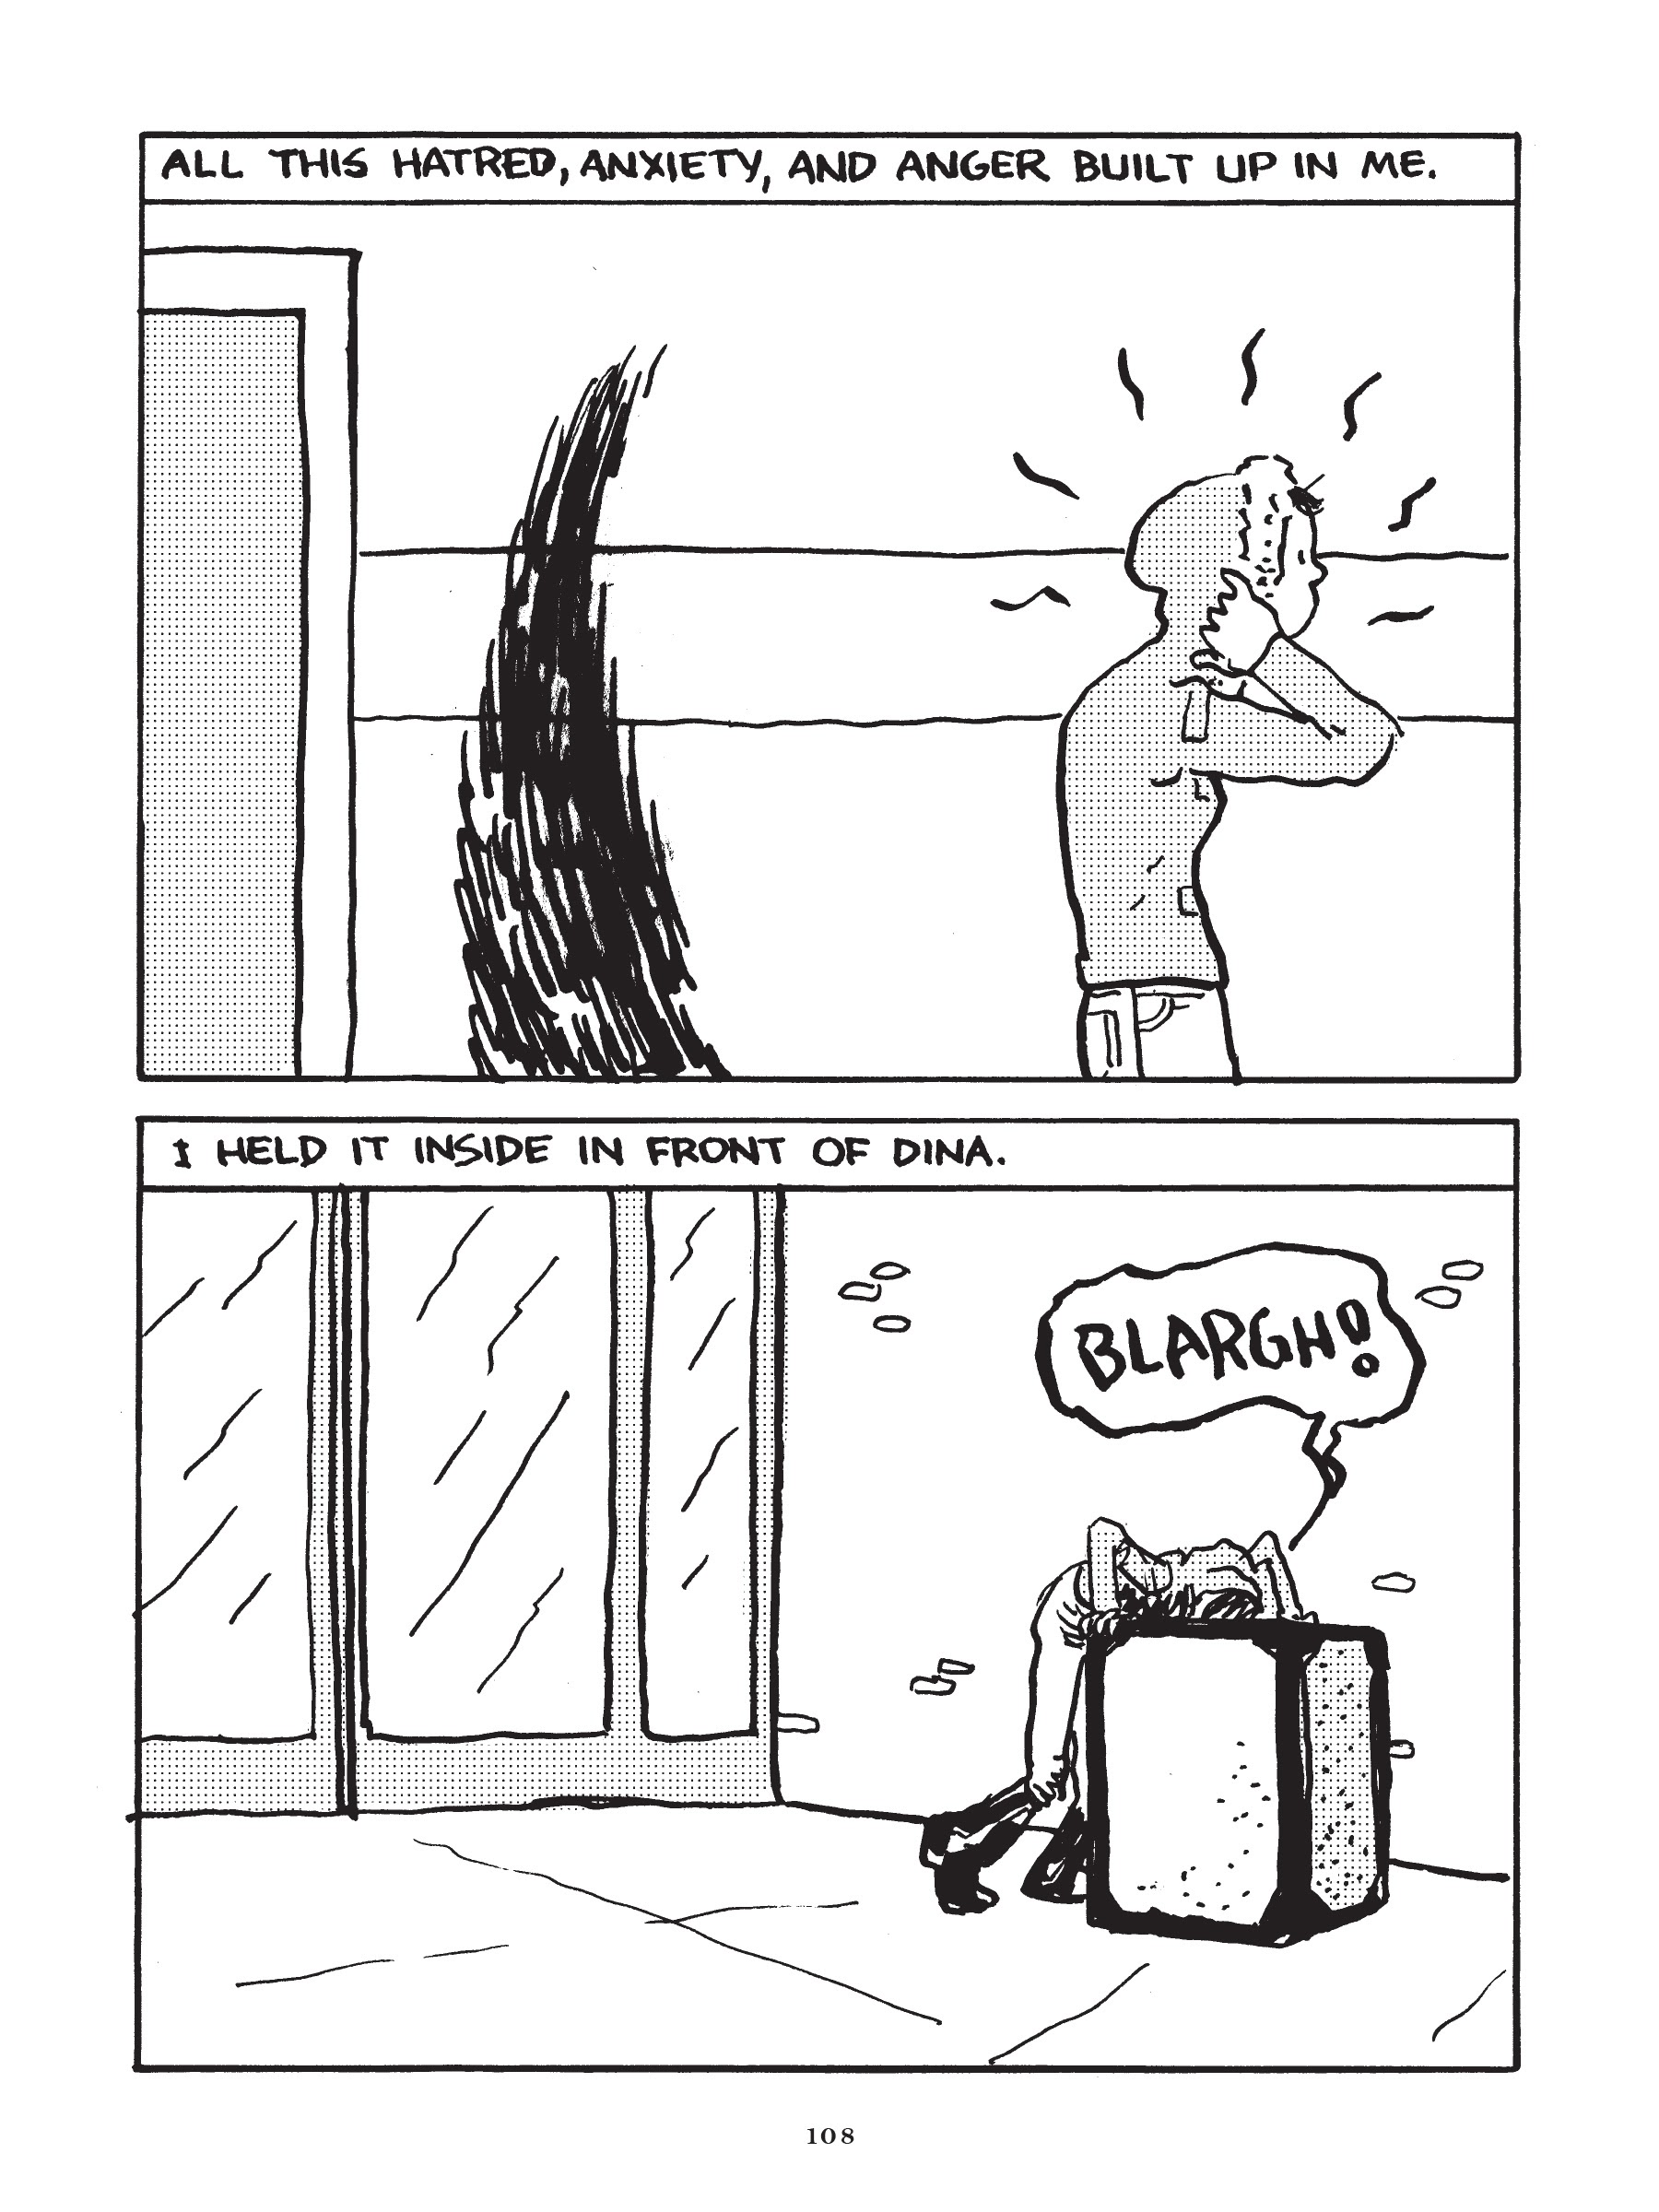 ALL THIS HATRED, ANXIETY, AND ANGER BUILT UP IN ME.
I HELD IT INSIDE IN FRONT OF DINA.
BLARGH!
108